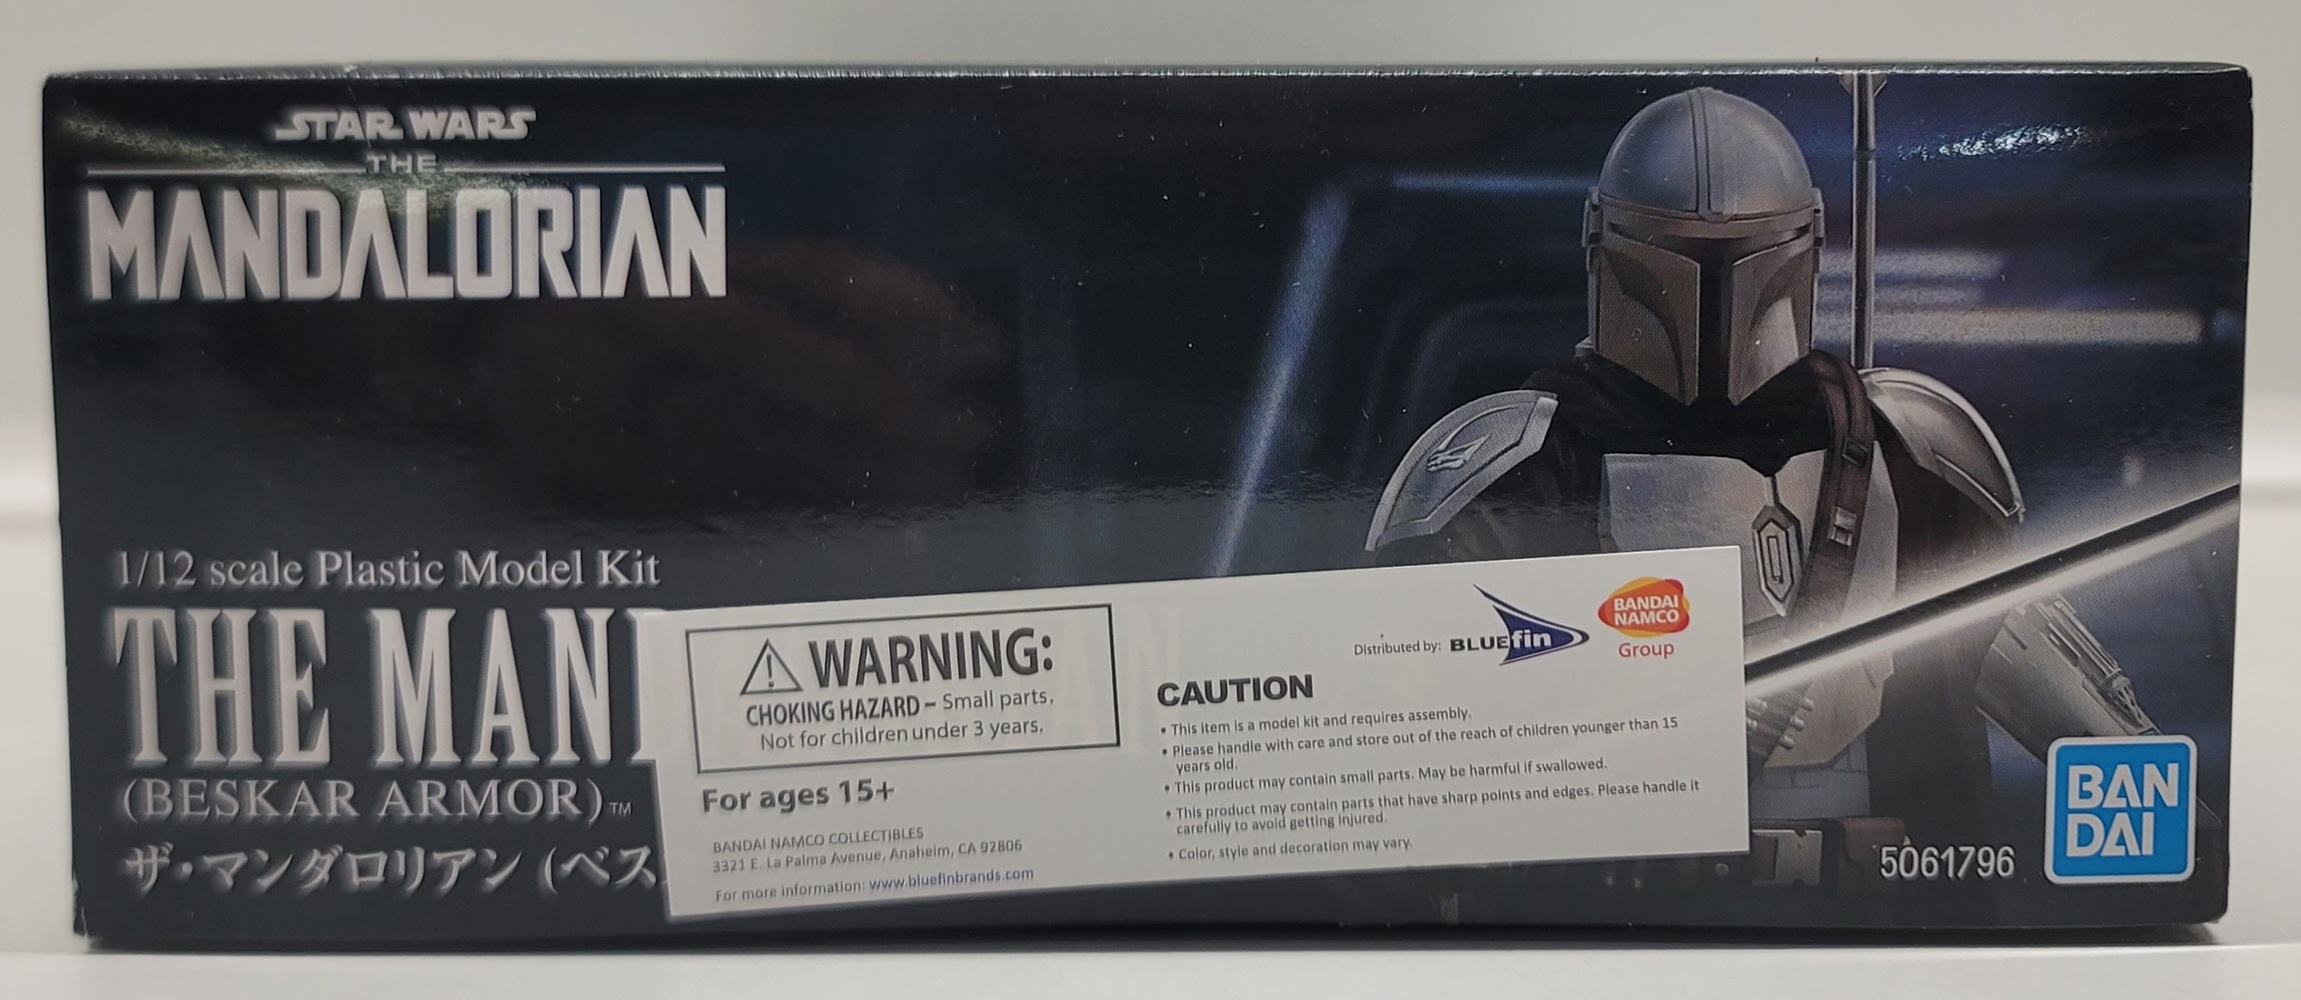 STAR WARS
THE
MANDALORIAN
1/12 scale Plastic Model Kit
THE MAN
(BESKAR ARMOR)™
ザ・マンダロリアン (ベス
WARNING:
CHOKING HAZARD – Small parts.
Not for children under 3 years.
For ages 15+
BANDAI NAMCO COLLECTIBLES
3321 E. La Palma Avenue, Anaheim, CA 92806
For more information: www.bluefinbrands.com
Distributed by: BLUEfin
BANDAI
NAMCO
Group
CAUTION
• This item is a model kit and requires assembly.
• Please handle with care and store out of the reach of children younger than 15
years old.
• This product may contain small parts. May be harmful if swallowed.
• This product may contain parts that have sharp points and edges. Please handle it
carefully to avoid getting injured.
• Color, style and decoration may vary.
5061796
BAN
DAI